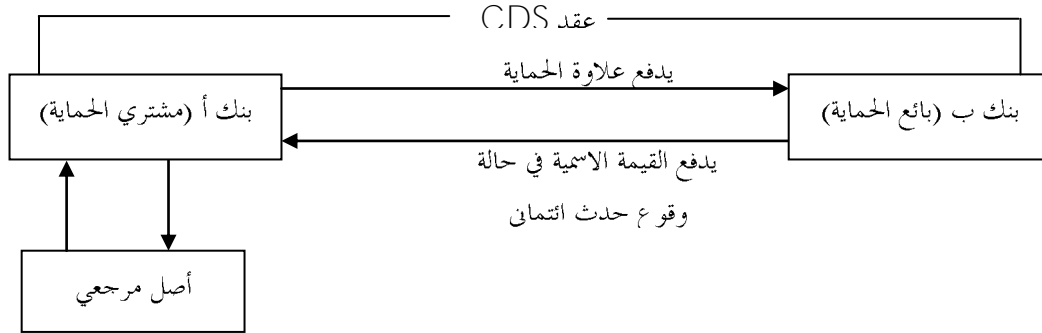 عقد CDS
يدفع علاوة الحماية
بنك أ (مشتري الحماية)
بنك ب (بائع الحماية)
يدفع القيمة الاسمية في حالة
وقوع حدث ائتماني
أصل مرجعي